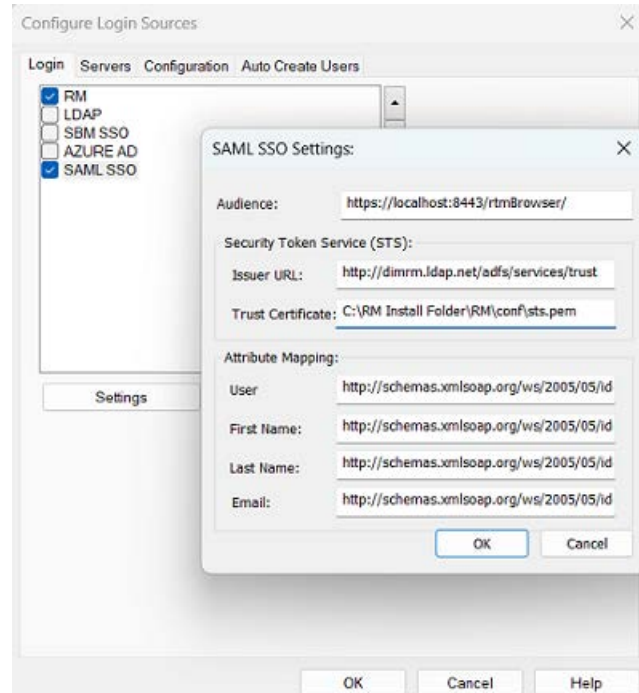 Configure Login Sources
Login Servers Configuration Auto Create Users
RM
LDAP
SBM SSO
AZURE AD
SAML SSO
Settings
SAML SSO Settings:
Audience: https://localhost:8443/rtmBrowser/
Security Token Service (STS):
Issuer URL: http://dimrm.ldap.net/adfs/services/trust
Trust Certificate: C:\RM Install Folder\RM\conf\sts.pem
Attribute Mapping:
User http://schemas.xmlsoap.org/ws/2005/05/id
First Name: http://schemas.xmlsoap.org/ws/2005/05/id
Last Name: http://schemas.xmlsoap.org/ws/2005/05/id
Email: http://schemas.xmlsoap.org/ws/2005/05/id
OK Cancel
OK Cancel Help